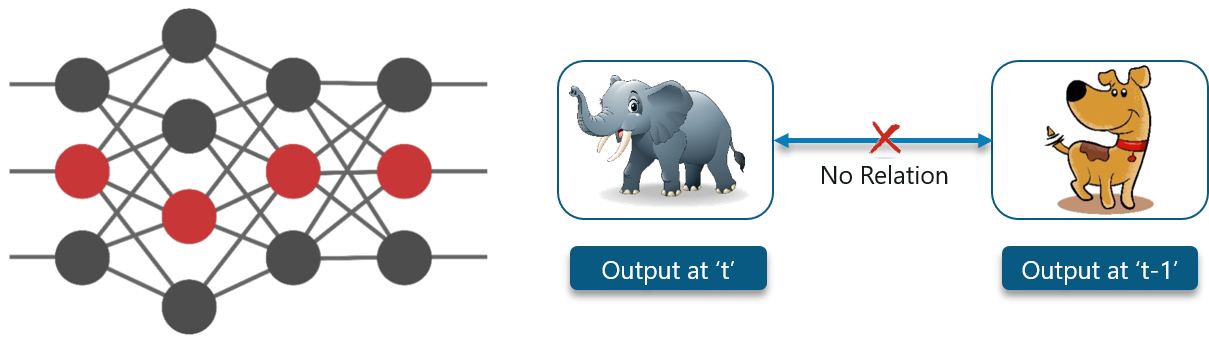 No Relation
Output at ‘t’
Output at ‘t-1’